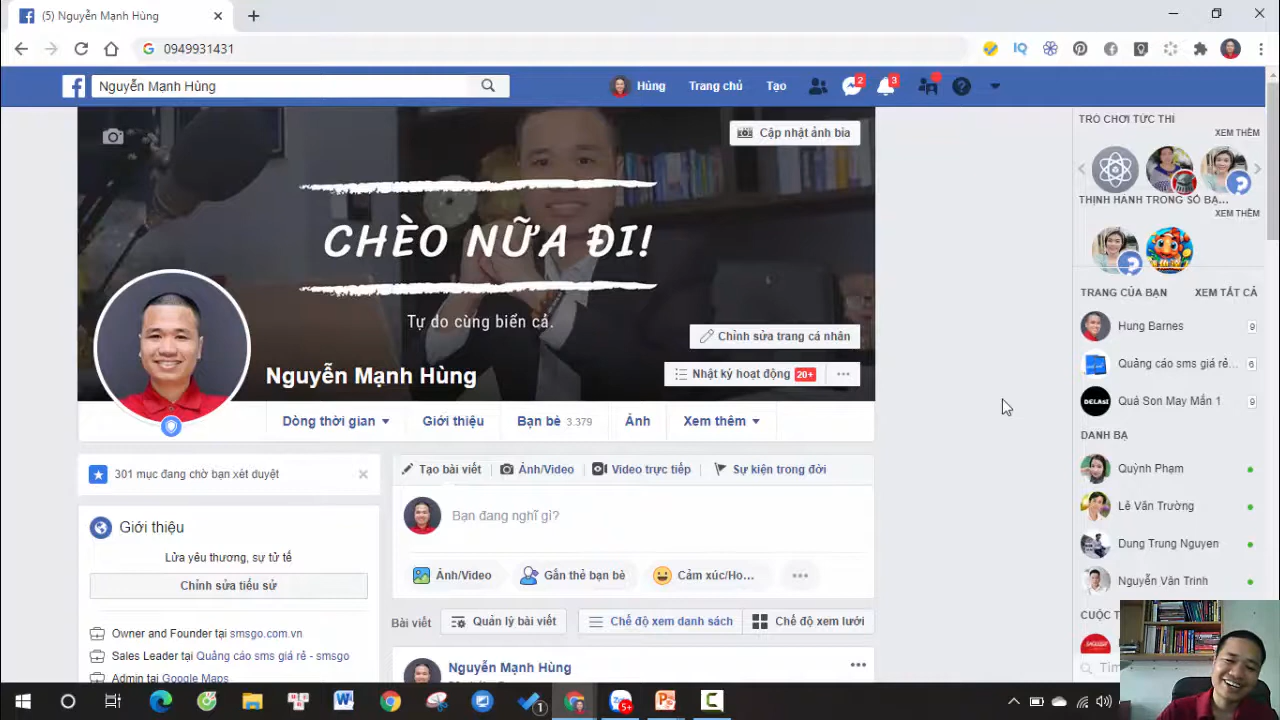 (5) Nguyễn Mạnh Hùng
0949931431
Nguyễn Mạnh Hùng
Hùng
Trang chủ
Tạo
2
3
Cập nhật ảnh bìa
CHÈO NỮA ĐI!
Tự do cùng biển cả.
Chỉnh sửa trang cá nhân
Nguyễn Mạnh Hùng
Nhật ký hoạt động 20+
Dòng thời gian
Giới thiệu
Bạn bè 3.379
Ảnh
Xem thêm
301 mục đang chờ bạn xét duyệt
Giới thiệu
Lửa yêu thương, sự tử tế
Chỉnh sửa tiểu sử
Owner and Founder tại smsgo.com.vn
Sales Leader tại Quảng cáo sms giá rẻ - smsgo
Admin tại Google Maps
Tạo bài viết
Ảnh/Video
Video trực tiếp
Sự kiện trong đời
Bạn đang nghĩ gì?
Ảnh/Video
Gắn thẻ bạn bè
Cảm xúc/Ho...
Bài viết
Quản lý bài viết
Chế độ xem danh sách
Chế độ xem lưới
Nguyễn Mạnh Hùng
TRÒ CHƠI TỨC THÌ
XEM THÊM
THỊNH HÀNH TRONG SỐ BẠ...
XEM THÊM
TRANG CỦA BẠN
XEM TẤT CẢ
Hung Barnes 9
Quảng cáo sms giá rẻ... 6
DELASI
Quá Son May Mắn 1 9
DANH BẠ
Quỳnh Phạm
Lê Văn Trường
Dung Trung Nguyen
Nguyễn Văn Trinh
CUỘC T
Tìm
1
5+